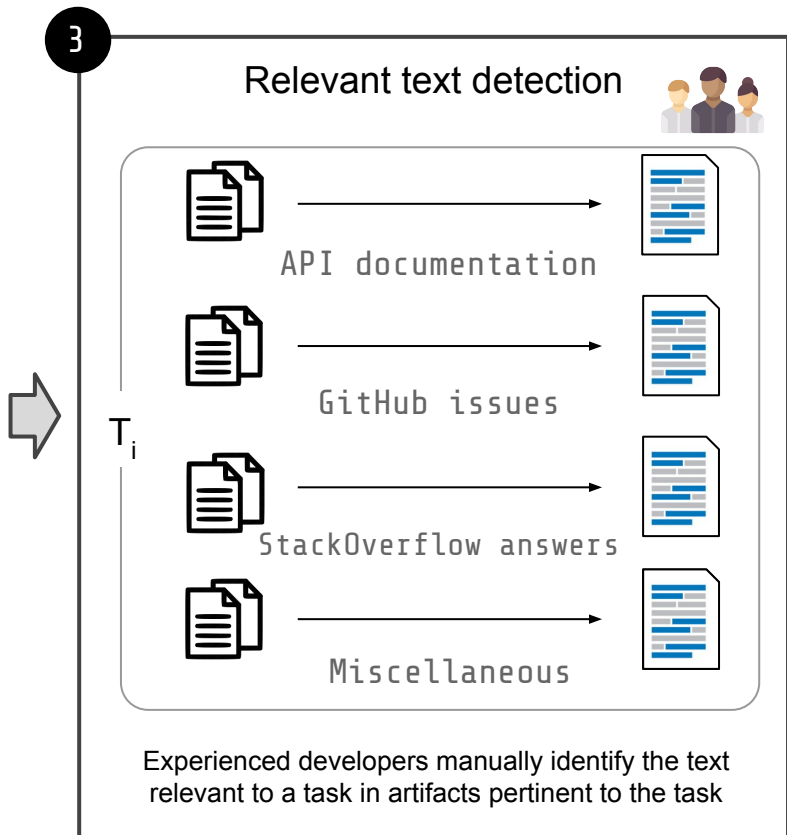 3
Relevant text detection
API documentation
GitHub issues
T_i
StackOverflow answers
Miscellaneous
Experienced developers manually identify the text
relevant to a task in artifacts pertinent to the task